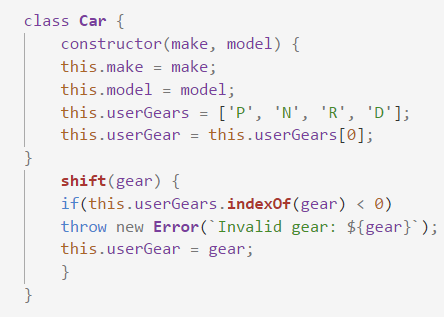 class Car {
    constructor(make, model) {
    this.make = make;
    this.model = model;
    this.userGears = ['P', 'N', 'R', 'D'];
    this.userGear = this.userGears[0];
}
    shift(gear) {
    if(this.userGears.indexOf(gear) < 0)
    throw new Error(`Invalid gear: ${gear}`);
    this.userGear = gear;
    }
}